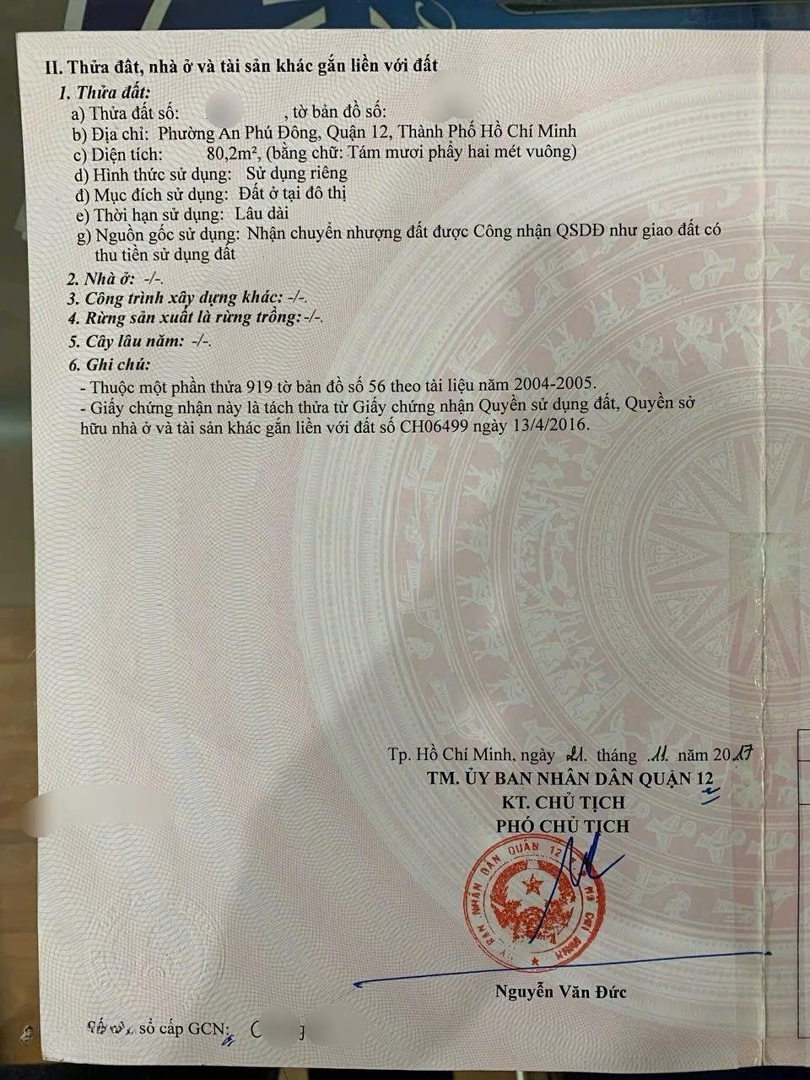 II. Thửa đất, nhà ở và tài sản khác gắn liền với đất
1. Thửa đất:
a) Thửa đất số: , tờ bản đồ số:
b) Địa chỉ: Phường An Phú Đông, Quận 12, Thành Phố Hồ Chí Minh
c) Diện tích: 80,2m², (bằng chữ: Tám mươi phẩy hai mét vuông)
d) Hình thức sử dụng: Sử dụng riêng
đ) Mục đích sử dụng: Đất ở tại đô thị
e) Thời hạn sử dụng: Lâu dài
g) Nguồn gốc sử dụng: Nhận chuyển nhượng đất được Công nhận QSDĐ như giao đất có
thu tiền sử dụng đất
2. Nhà ở: -/-.
3. Công trình xây dựng khác: -/-.
4. Rừng sản xuất là rừng trồng: -/-.
5. Cây lâu năm: -/-.
6. Ghi chú:
- Thuộc một phần thửa 919 tờ bản đồ số 56 theo tài liệu năm 2004-2005.
- Giấy chứng nhận này là tách thửa từ Giấy chứng nhận Quyền sử dụng đất, Quyền sở
hữu nhà ở và tài sản khác gắn liền với đất số CH06499 ngày 13/4/2016.
Tp. Hồ Chí Minh, ngày 21. tháng .11. năm 2017
TM. ỦY BAN NHÂN DÂN QUẬN 12
KT. CHỦ TỊCH
PHÓ CHỦ TỊCH
BAN NHÂN DÂN QUẬN 12
HỒ CHÍ MINH
Nguyễn Văn Đức
sổ cấp GCN: C